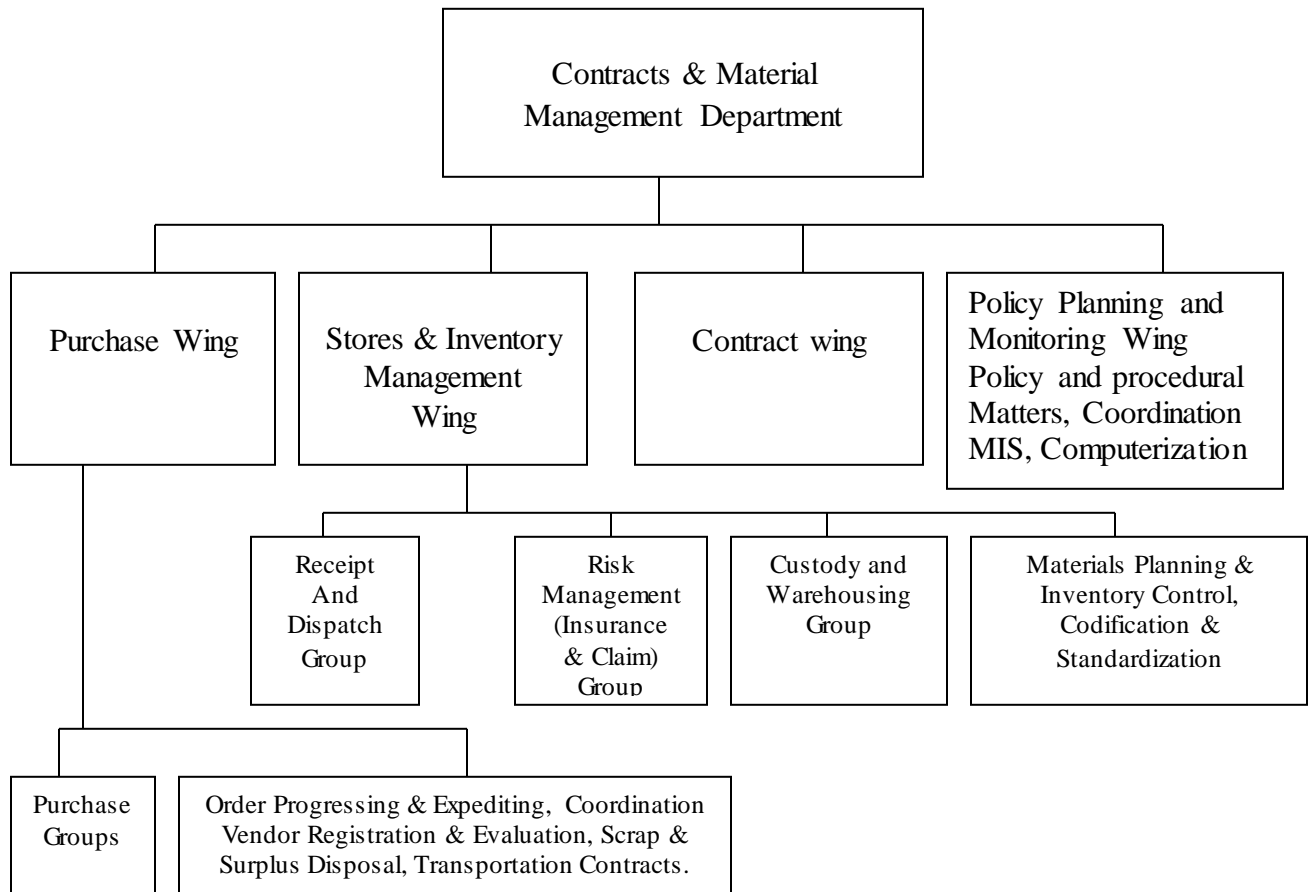 Contracts & Material
Management Department
Purchase Wing
Stores & Inventory
Management
Wing
Contract wing
Policy Planning and
Monitoring Wing
Policy and procedural
Matters, Coordination
MIS, Computerization
Receipt
And
Dispatch
Group
Risk
Management
(Insurance
& Claim)
Group
Custody and
Warehousing
Group
Materials Planning &
Inventory Control,
Codification &
Standardization
Purchase
Groups
Order Progressing & Expediting, Coordination
Vendor Registration & Evaluation, Scrap &
Surplus Disposal, Transportation Contracts.